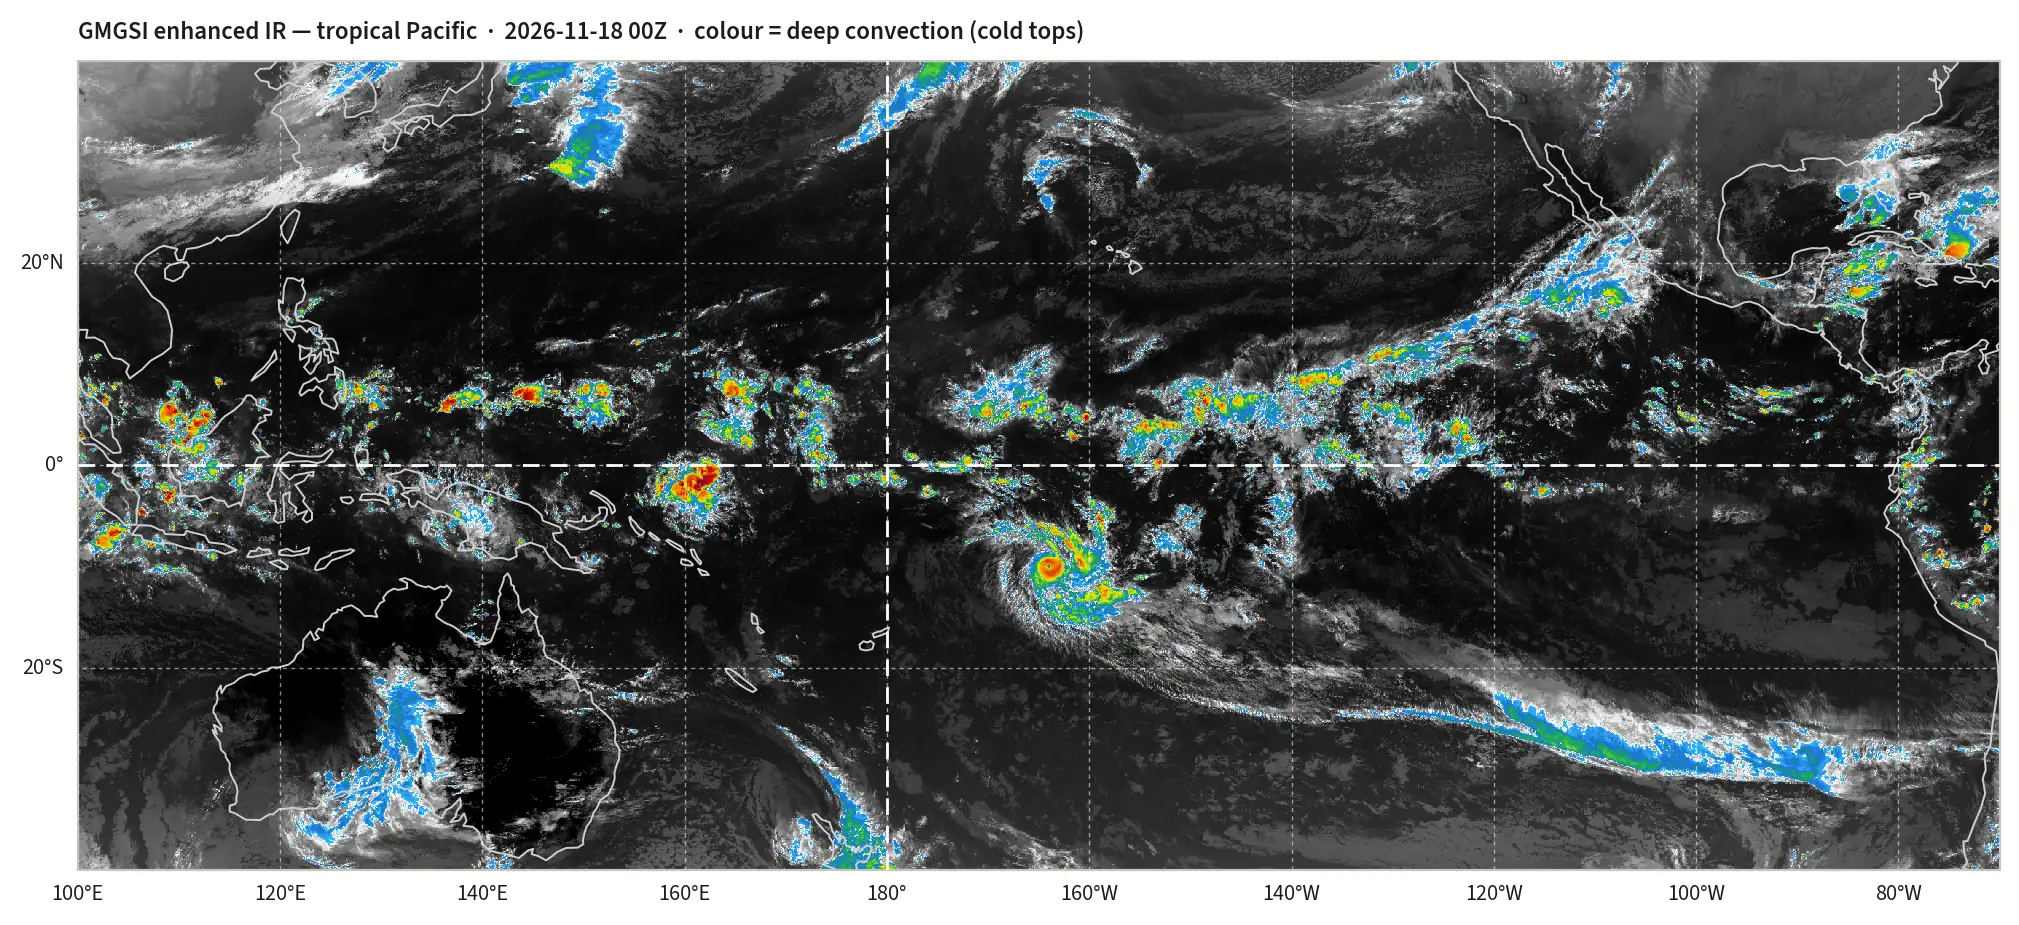 GMGSI enhanced IR — tropical Pacific · 2026-11-18 00Z · colour = deep convection (cold tops)
20°N
0°
20°S
100°E 120°E 140°E 160°E 180° 160°W 140°W 120°W 100°W 80°W